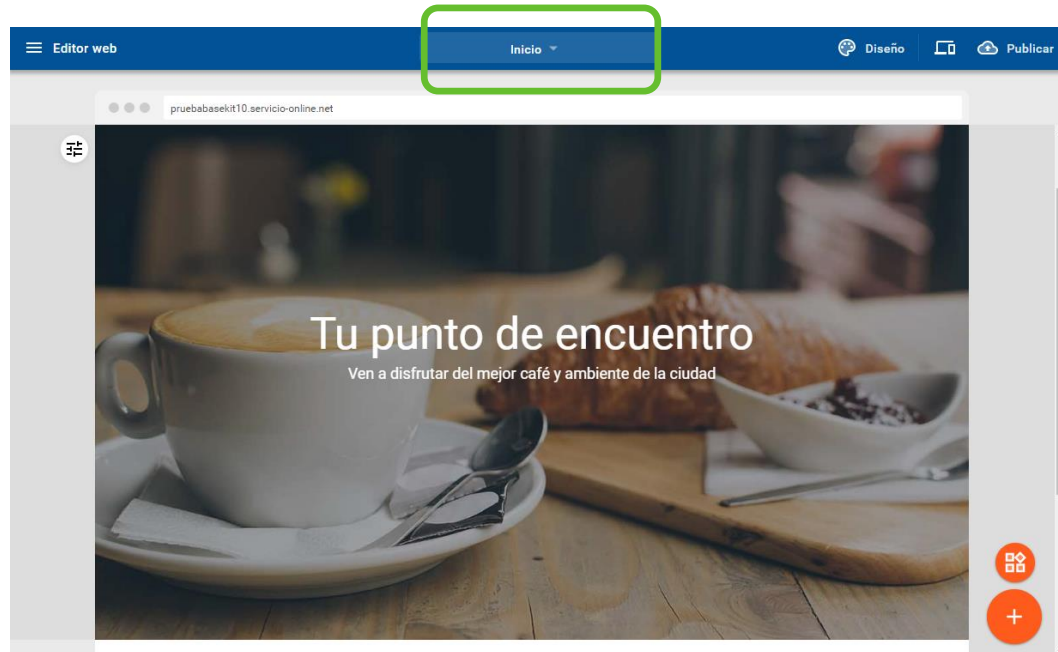 Editor web
Inicio
Diseño
Publicar
pruebabasekit10.servicio-online.net
Tu punto de encuentro
Ven a disfrutar del mejor café y ambiente de la ciudad